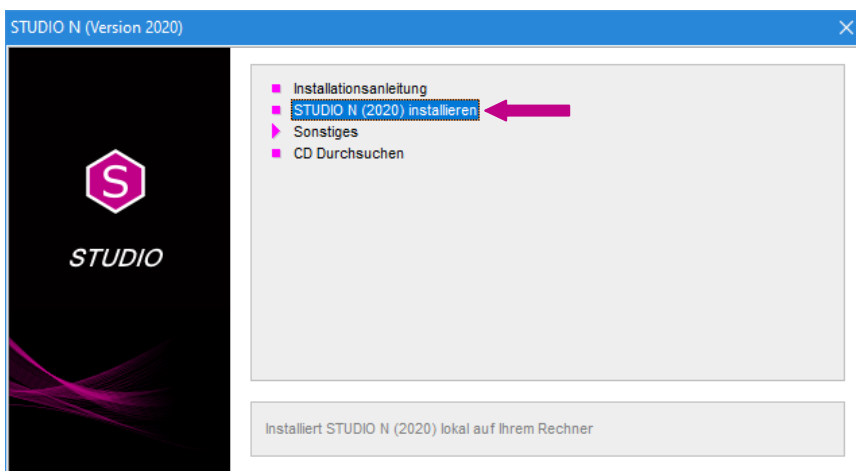 STUDIO N (Version 2020)
Installationsanleitung
STUDIO N (2020) installieren
Sonstiges
CD Durchsuchen
S
STUDIO
Installiert STUDIO N (2020) lokal auf Ihrem Rechner